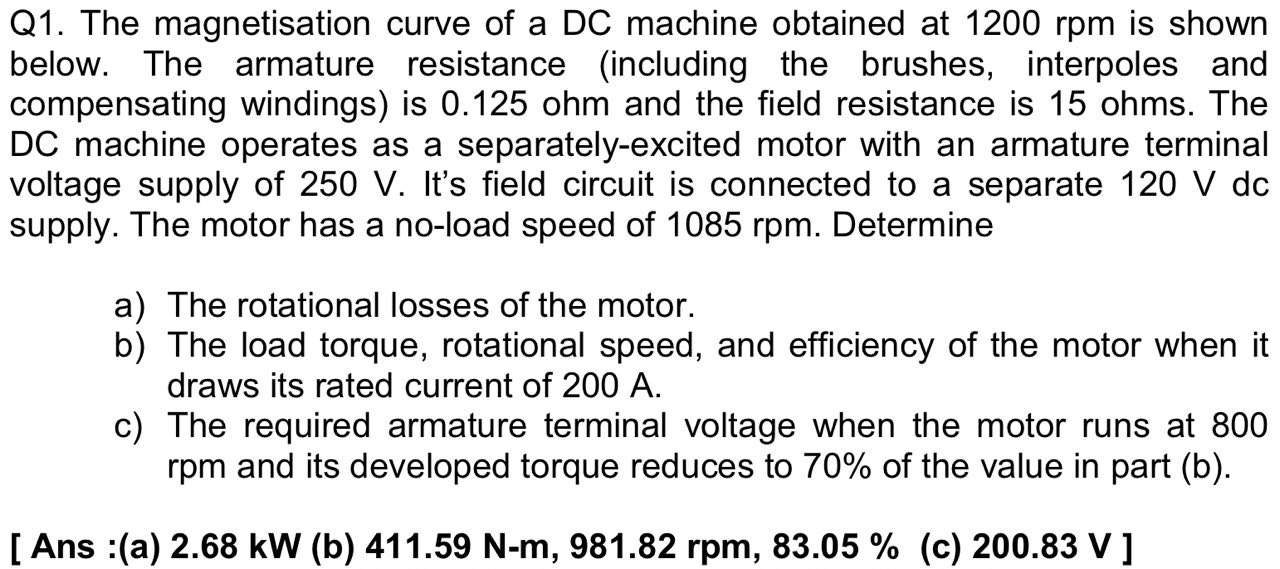 Q1. The magnetisation curve of a DC machine obtained at 1200 rpm is shown
below. The armature resistance (including the brushes, interpoles and
compensating windings) is 0.125 ohm and the field resistance is 15 ohms. The
DC machine operates as a separately-excited motor with an armature terminal
voltage supply of 250 V. It’s field circuit is connected to a separate 120 V dc
supply. The motor has a no-load speed of 1085 rpm. Determine
a) The rotational losses of the motor.
b) The load torque, rotational speed, and efficiency of the motor when it
draws its rated current of 200 A.
c) The required armature terminal voltage when the motor runs at 800
rpm and its developed torque reduces to 70% of the value in part (b).
[ Ans :(a) 2.68 kW (b) 411.59 N-m, 981.82 rpm, 83.05 % (c) 200.83 V ]